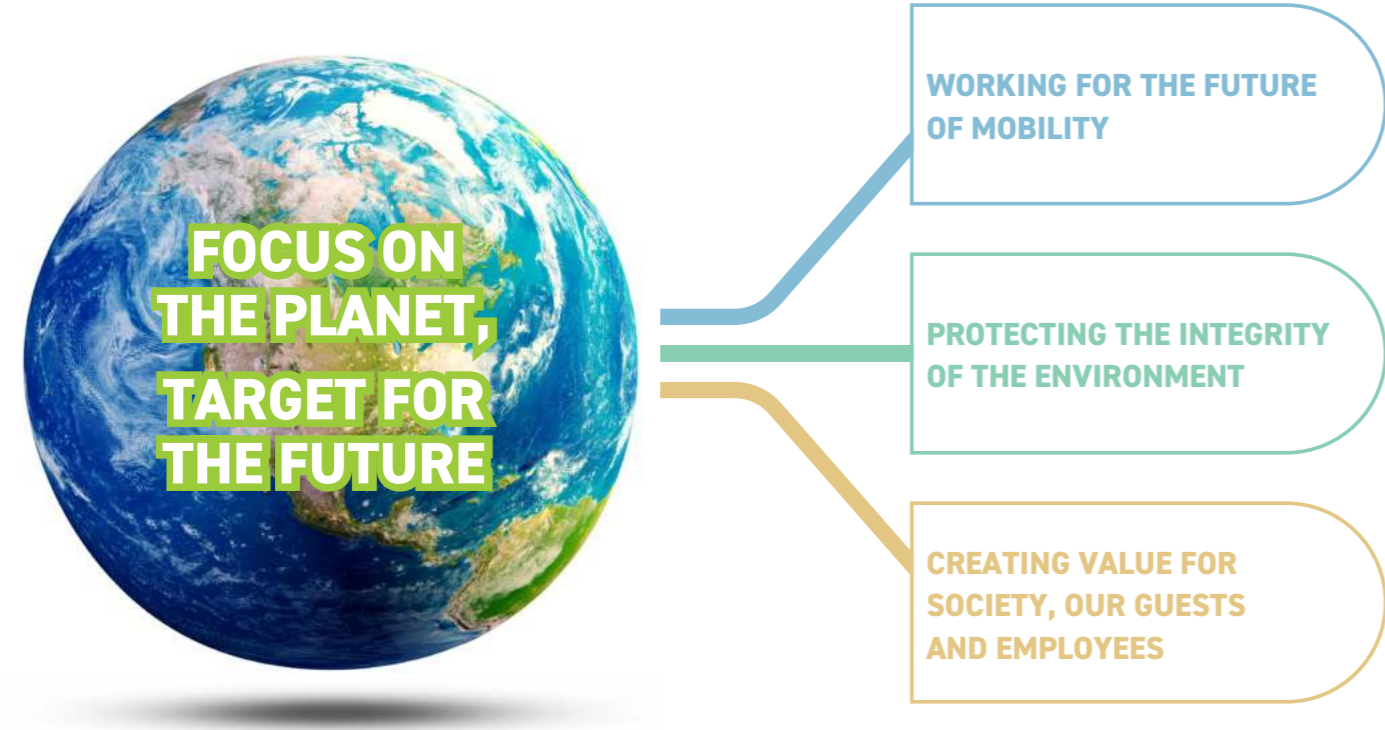 FOCUS ON
THE PLANET,
TARGET FOR
THE FUTURE
WORKING FOR THE FUTURE
OF MOBILITY
PROTECTING THE INTEGRITY
OF THE ENVIRONMENT
CREATING VALUE FOR
SOCIETY, OUR GUESTS
AND EMPLOYEES